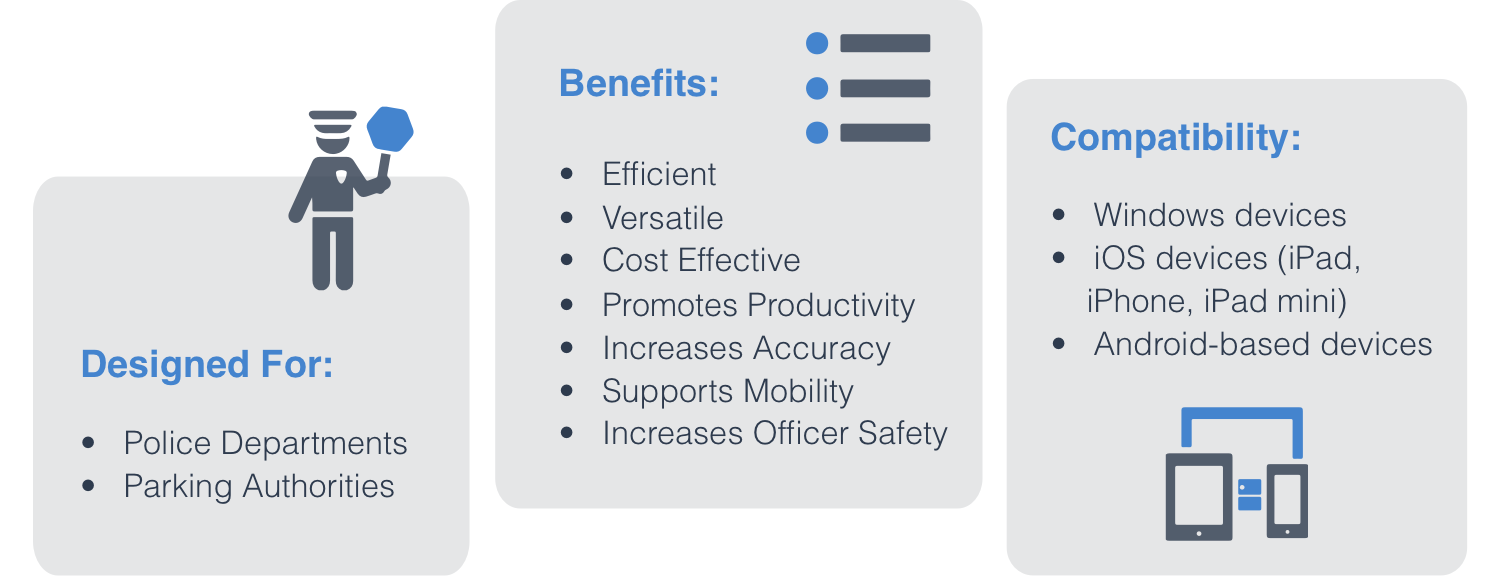 Designed For:
• Police Departments
• Parking Authorities
Benefits:
• Efficient
• Versatile
• Cost Effective
• Promotes Productivity
• Increases Accuracy
• Supports Mobility
• Increases Officer Safety
Compatibility:
• Windows devices
• iOS devices (iPad,
iPhone, iPad mini)
• Android-based devices